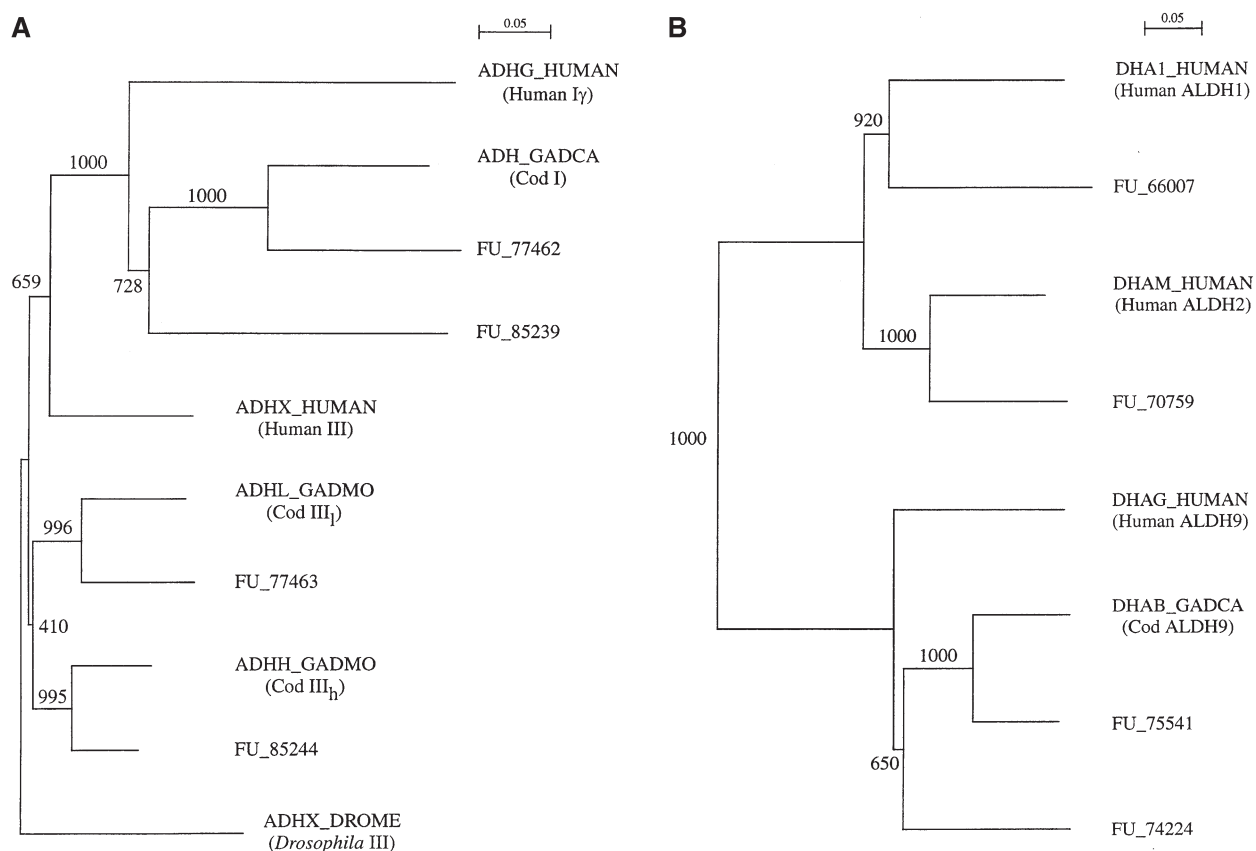 A
0.05
ADHG_HUMAN
(Human Iγ)
1000
ADH_GADCA
(Cod I)
1000
FU_77462
659
728
FU_85239
ADHX_HUMAN
(Human III)
ADHL_GADMO
(Cod IIIl)
996
FU_77463
410
ADHH_GADMO
(Cod IIIh)
995
FU_85244
ADHX_DROME
(Drosophila III)
B
0.05
DHA1_HUMAN
(Human ALDH1)
920
FU_66007
DHAM_HUMAN
(Human ALDH2)
1000
FU_70759
1000
DHAG_HUMAN
(Human ALDH9)
DHAB_GADCA
(Cod ALDH9)
1000
FU_75541
650
FU_74224